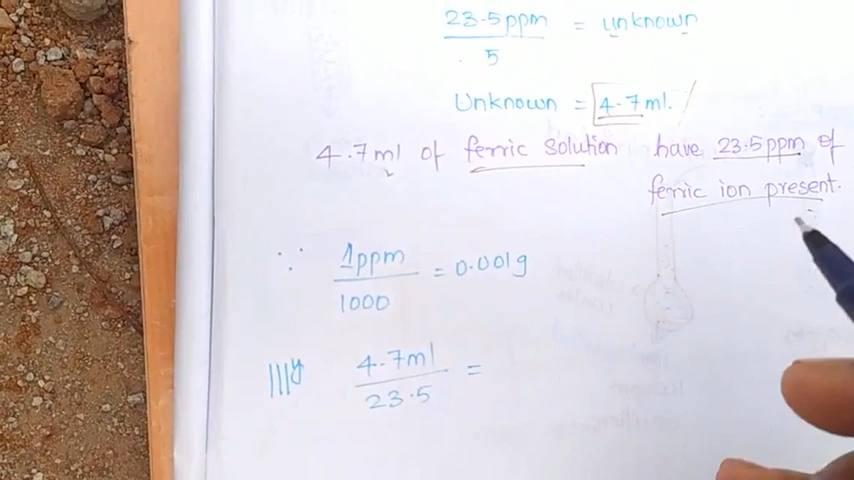 23.5ppm = unknown
5
Unknown = 4.7ml.
4.7ml of ferric solution have 23.5ppm of
ferric ion present.
∵ 1ppm = 0.001g
1000
|||ly 4.7ml =
23.5